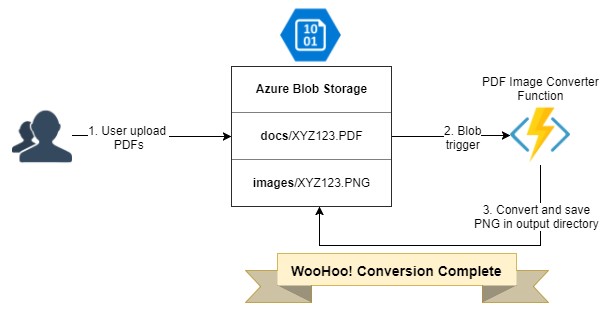 10
01
Azure Blob Storage
PDF Image Converter
Function
1. User upload
PDFs
docs/XYZ123.PDF
2. Blob
trigger
images/XYZ123.PNG
3. Convert and save
PNG in output directory
WooHoo! Conversion Complete